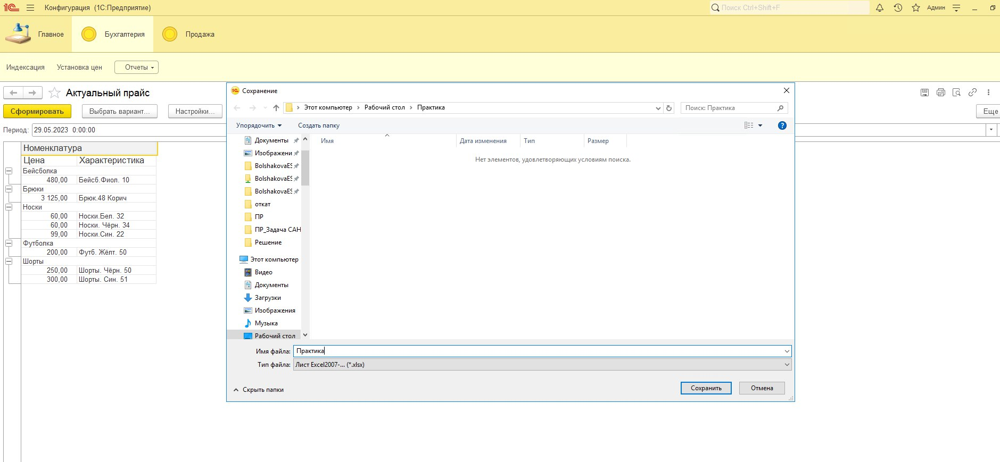 1С Конфигурация (1С:Предприятие)
Поиск Ctrl+Shift+F
Админ
Главное
Бухгалтерия
Продажа
Индексация
Установка цен
Отчеты
Актуальный прайс
Сформировать
Выбрать вариант...
Настройки...
Еще
Период: 29.05.2023 0:00:00
Номенклатура
Цена Характеристика
Бейсболка
480,00 Бейсб.Фиол. 10
Брюки
3 125,00 Брюк.48 Корич
Носки
60,00 Носки.Бел. 32
60,00 Носки. Чёрн. 34
99,00 Носки.Син. 22
Футболка
200,00 Футб. Жёлт. 50
Шорты
250,00 Шорты. Чёрн. 50
300,00 Шорты. Син. 51
1С Сохранение
Этот компьютер > Рабочий стол > Практика
Поиск: Практика
Упорядочить
Создать папку
?
Документы
Изображени
BolshakovaES
BolshakovaES
BolshakovaES
откат
ПР
ПР_Задача САН
Решение
Этот компьютер
Видео
Документы
Загрузки
Изображения
Музыка
Рабочий стол
Имя
Дата изменения
Тип
Размер
Нет элементов, удовлетворяющих условиям поиска.
Имя файла: Практика
Тип файла: Лист Excel2007-... (*.xlsx)
Скрыть папки
Сохранить
Отмена